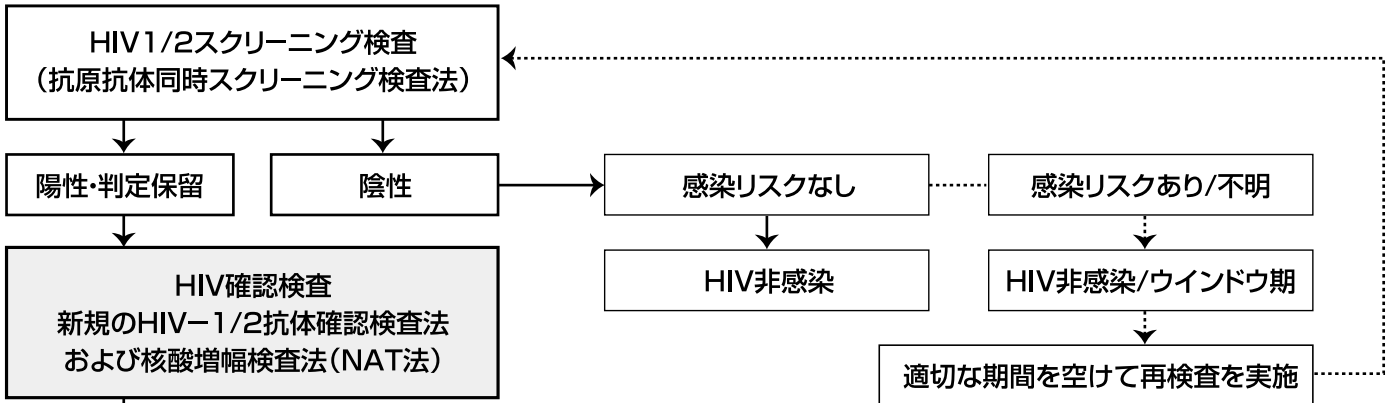 HIV1/2スクリーニング検査
（抗原抗体同時スクリーニング検査法）
陽性・判定保留
陰性
感染リスクなし
感染リスクあり/不明
HIV非感染
HIV非感染/ウインドウ期
HIV確認検査
新規のHIV−1/2抗体確認検査法
および核酸増幅検査法（NAT法）
適切な期間を空けて再検査を実施